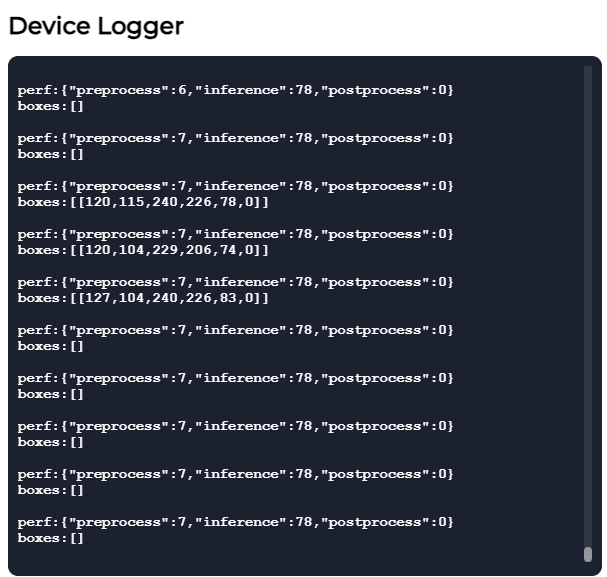 Device Logger
perf:{"preprocess":6,"inference":78,"postprocess":0}
boxes:[]
perf:{"preprocess":7,"inference":78,"postprocess":0}
boxes:[]
perf:{"preprocess":7,"inference":78,"postprocess":0}
boxes:[[120,115,240,226,78,0]]
perf:{"preprocess":7,"inference":78,"postprocess":0}
boxes:[[120,104,229,206,74,0]]
perf:{"preprocess":7,"inference":78,"postprocess":0}
boxes:[[127,104,240,226,83,0]]
perf:{"preprocess":7,"inference":78,"postprocess":0}
boxes:[]
perf:{"preprocess":7,"inference":78,"postprocess":0}
boxes:[]
perf:{"preprocess":7,"inference":78,"postprocess":0}
boxes:[]
perf:{"preprocess":7,"inference":78,"postprocess":0}
boxes:[]
perf:{"preprocess":7,"inference":78,"postprocess":0}
boxes:[]